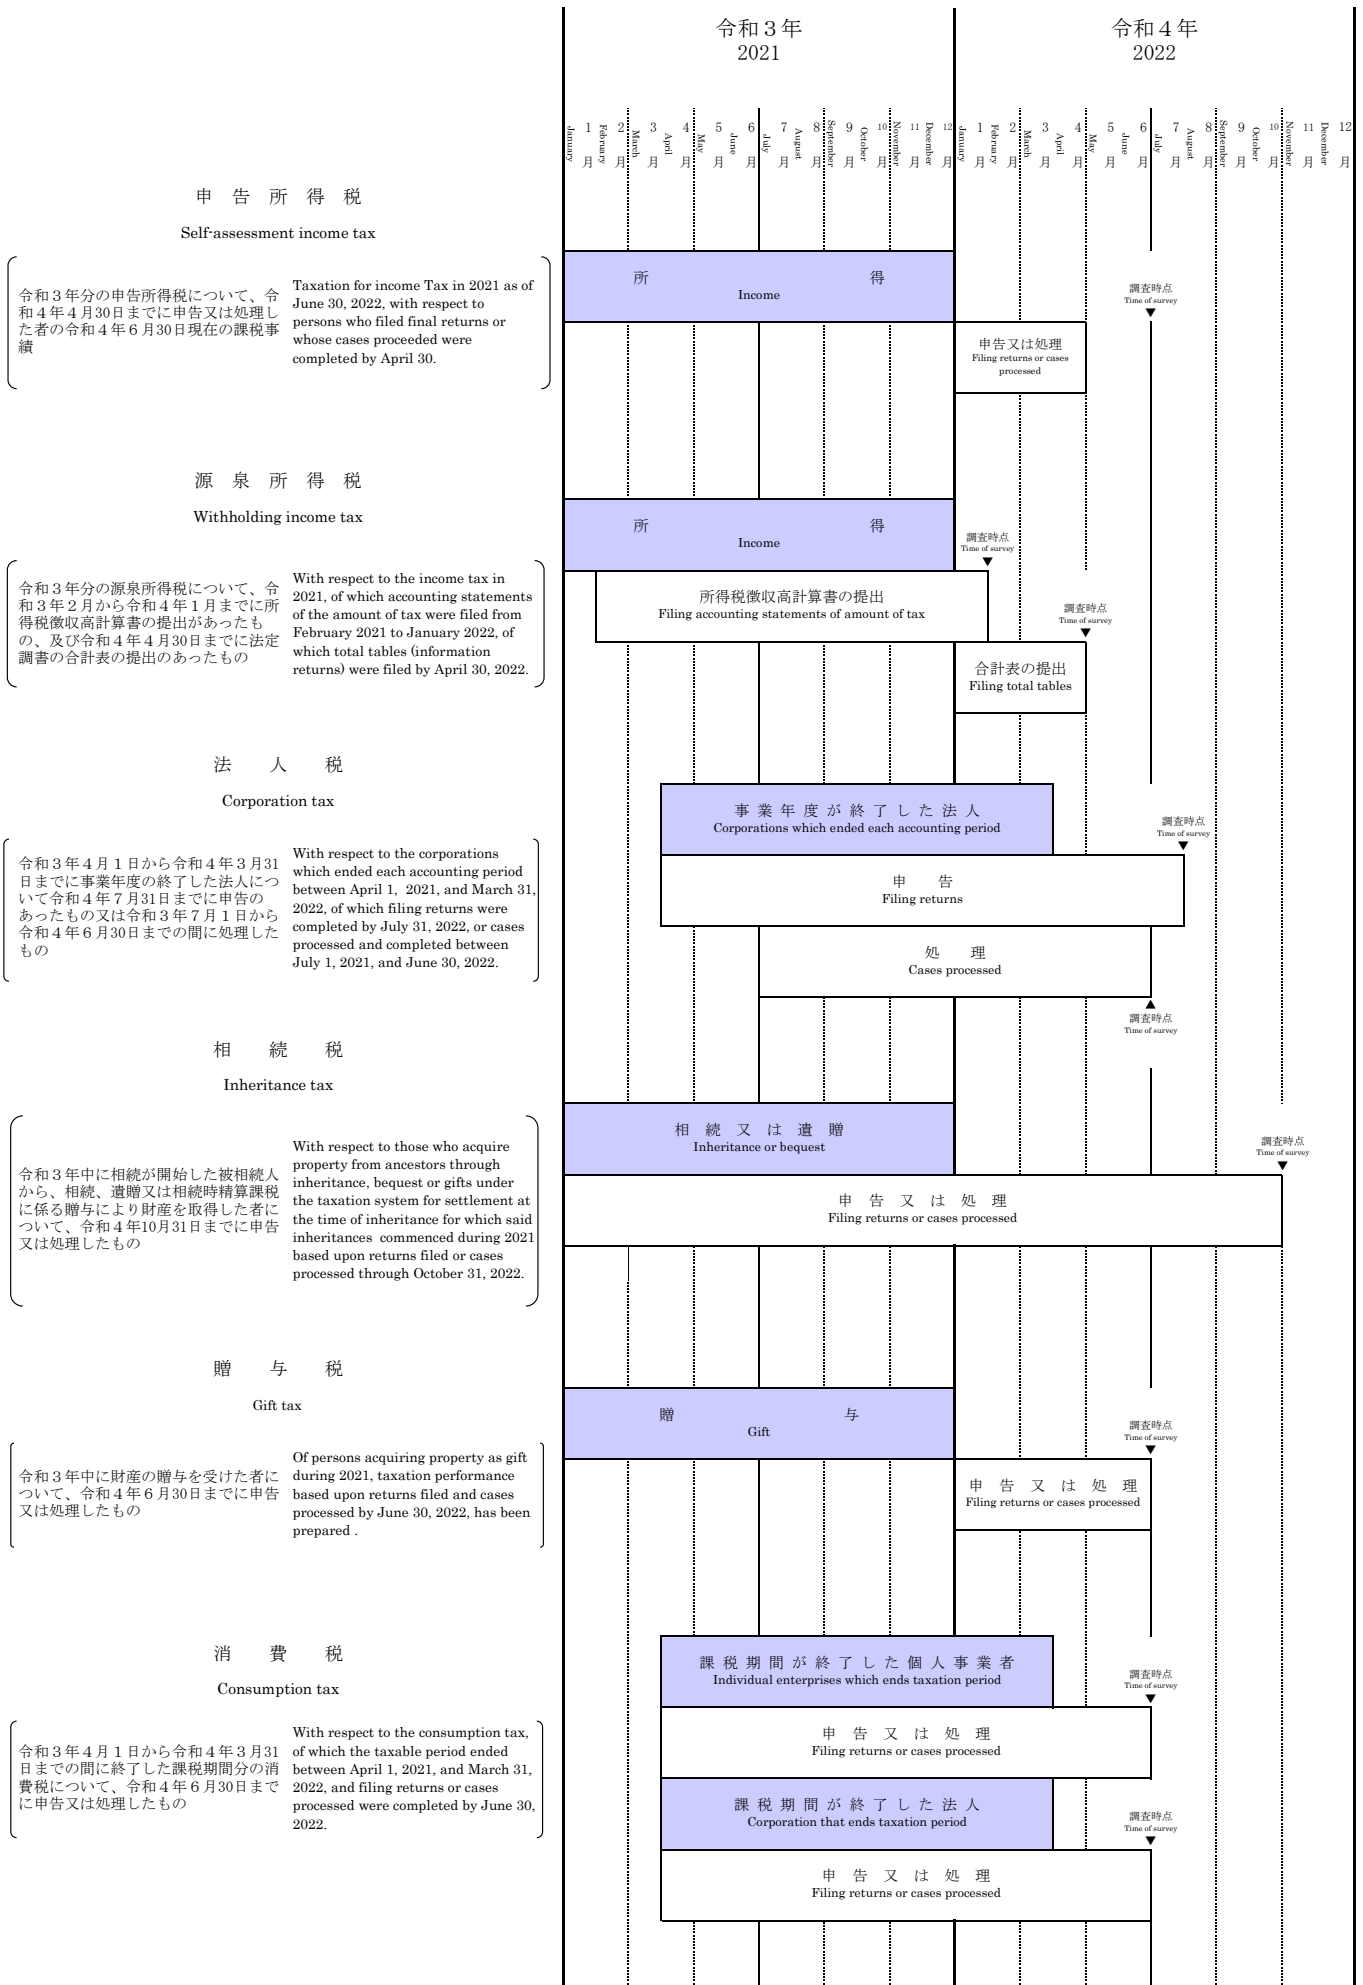 令和３年
2021
令和４年
2022
1月 January
2月 February
3月 March
4月 April
5月 May
6月 June
7月 July
8月 August
9月 September
10月 October
11月 November
12月 December
1月 January
2月 February
3月 March
4月 April
5月 May
6月 June
7月 July
8月 August
9月 September
10月 October
11月 November
12月 December
申告所得税
Self-assessment income tax
令和３年分の申告所得税について、令
和４年４月30日までに申告又は処理し
た者の令和４年６月30日現在の課税事
績
Taxation for income Tax in 2021 as of
June 30, 2022, with respect to
persons who filed final returns or
whose cases proceeded were
completed by April 30.
所得
Income
調査時点
Time of survey
▼
申告又は処理
Filing returns or cases
processed
源泉所得税
Withholding income tax
令和３年分の源泉所得税について、令
和３年２月から令和４年１月までに所
得税徴収高計算書の提出があったも
の、及び令和４年４月30日までに法定
調書の合計表の提出のあったもの
With respect to the income tax in
2021, of which accounting statements
of the amount of tax were filed from
February 2021 to January 2022, of
which total tables (information
returns) were filed by April 30, 2022.
所得
Income
調査時点
Time of survey
▼
所得税徴収高計算書の提出
Filing accounting statements of amount of tax
調査時点
Time of survey
▼
合計表の提出
Filing total tables
法人税
Corporation tax
令和３年４月１日から令和４年３月31
日までに事業年度の終了した法人につ
いて令和４年７月31日までに申告の
あったもの又は令和３年７月１日から
令和４年６月30日までの間に処理した
もの
With respect to the corporations
which ended each accounting period
between April 1, 2021, and March 31,
2022, of which filing returns were
completed by July 31, 2022, or cases
processed and completed between
July 1, 2021, and June 30, 2022.
事業年度が終了した法人
Corporations which ended each accounting period
調査時点
Time of survey
▼
申告
Filing returns
処理
Cases processed
▲
調査時点
Time of survey
相続税
Inheritance tax
令和３年中に相続が開始した被相続人
から、相続、遺贈又は相続時精算課税
に係る贈与により財産を取得した者に
ついて、令和４年10月31日までに申告
又は処理したもの
With respect to those who acquire
property from ancestors through
inheritance, bequest or gifts under
the taxation system for settlement at
the time of inheritance for which said
inheritances commenced during 2021
based upon returns filed or cases
processed through October 31, 2022.
相続又は遺贈
Inheritance or bequest
調査時点
Time of survey
▼
申告又は処理
Filing returns or cases processed
贈与税
Gift tax
令和３年中に財産の贈与を受けた者に
ついて、令和４年６月30日までに申告
又は処理したもの
Of persons acquiring property as gift
during 2021, taxation performance
based upon returns filed and cases
processed by June 30, 2022, has been
prepared .
贈与
Gift
調査時点
Time of survey
▼
申告又は処理
Filing returns or cases processed
消費税
Consumption tax
令和３年４月１日から令和４年３月31
日までの間に終了した課税期間分の消
費税について、令和４年６月30日まで
に申告又は処理したもの
With respect to the consumption tax,
of which the taxable period ended
between April 1, 2021, and March 31,
2022, and filing returns or cases
processed were completed by June 30,
2022.
課税期間が終了した個人事業者
Individual enterprises which ends taxation period
調査時点
Time of survey
▼
申告又は処理
Filing returns or cases processed
課税期間が終了した法人
Corporation that ends taxation period
調査時点
Time of survey
▼
申告又は処理
Filing returns or cases processed